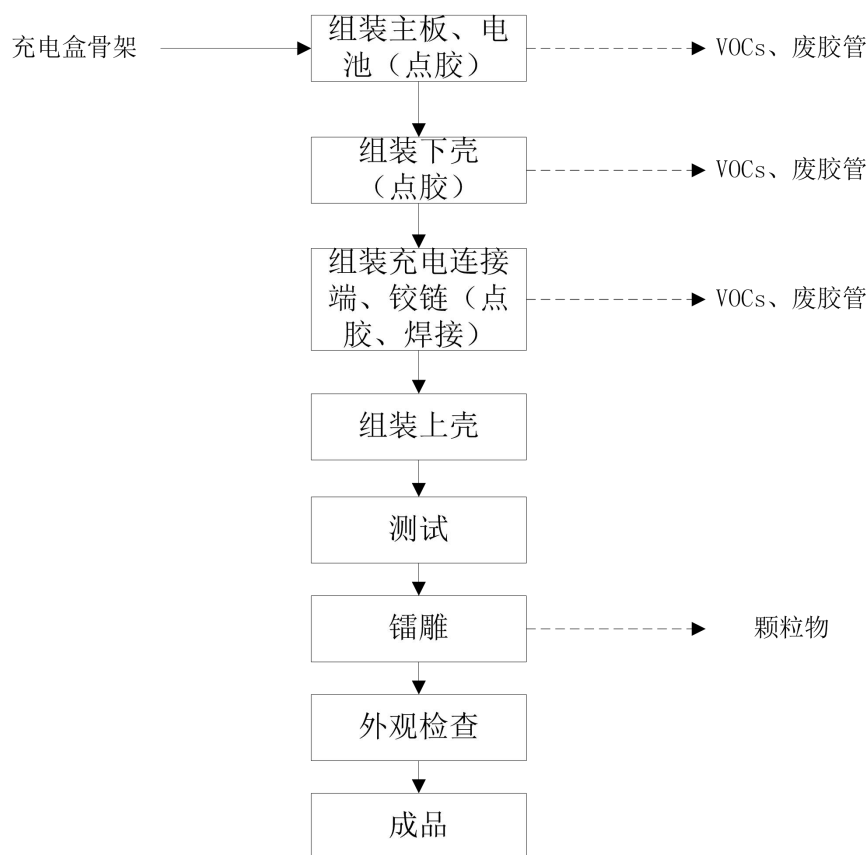 充电盒骨架
组装主板、电
池（点胶）
VOCs、废胶管
组装下壳
（点胶）
VOCs、废胶管
组装充电连接
端、铰链（点
胶、焊接）
VOCs、废胶管
组装上壳
测试
镭雕
颗粒物
外观检查
成品